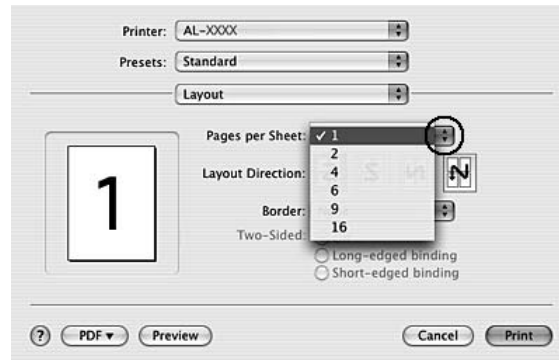 Printer: AL-XXXX
Presets: Standard
Layout
Pages per Sheet: ✓ 1
2
Layout Direction: 4
6
Border: 9
Two-Sided: 16
Long-edged binding
Short-edged binding
1
? PDF▼ Preview Cancel Print